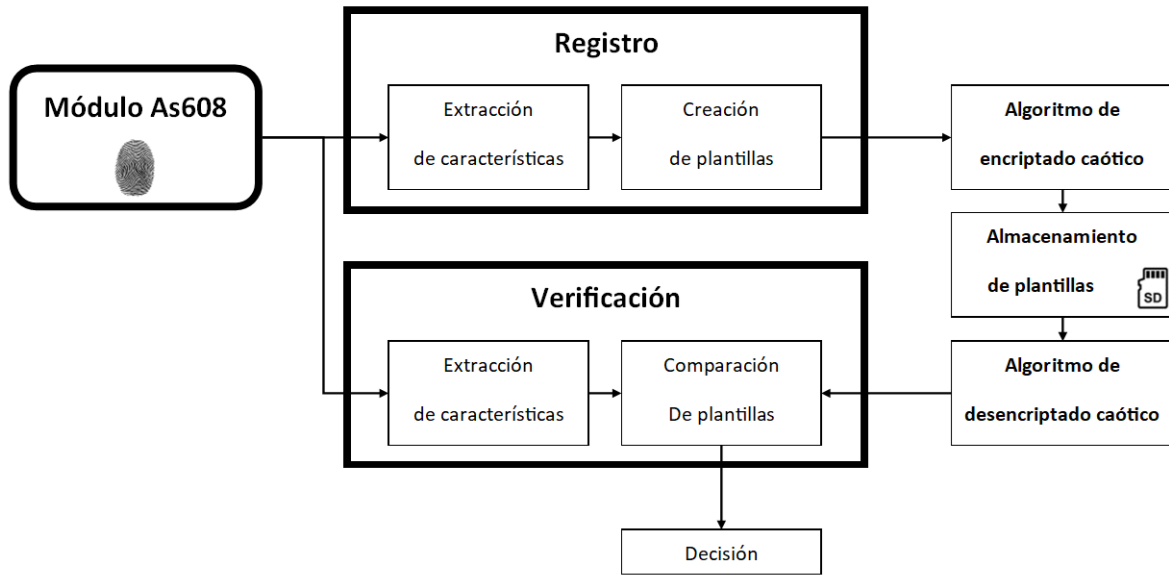 Registro
Módulo As608
Extracción
de características
Creación
de plantillas
Algoritmo de
encriptado caótico
Almacenamiento
de plantillas
SD
Verificación
Extracción
de características
Comparación
De plantillas
Algoritmo de
desencriptado caótico
Decisión